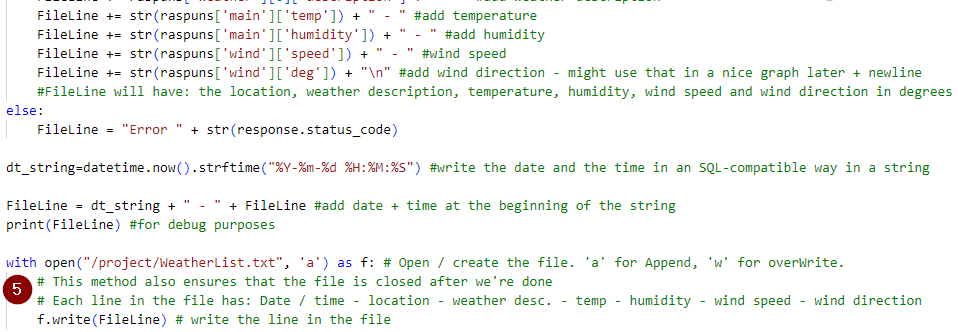 FileLine += str(raspuns['main']['temp']) + " - " #add temperature
FileLine += str(raspuns['main']['humidity']) + " - " #add humidity
FileLine += str(raspuns['wind']['speed']) + " - " #wind speed
FileLine += str(raspuns['wind']['deg']) + "\n" #add wind direction - might use that in a nice graph later + newline
#FileLine will have: the location, weather description, temperature, humidity, wind speed and wind direction in degrees
else:
FileLine = "Error " + str(response.status_code)
dt_string=datetime.now().strftime("%Y-%m-%d %H:%M:%S") #write the date and the time in an SQL-compatible way in a string
FileLine = dt_string + " - " + FileLine #add date + time at the beginning of the string
print(FileLine) #for debug purposes
with open("/project/WeatherList.txt", 'a') as f: # Open / create the file. 'a' for Append, 'w' for overWrite.
5 # This method also ensures that the file is closed after we're done
# Each line in the file has: Date / time - location - weather desc. - temp - humidity - wind speed - wind direction
f.write(FileLine) # write the line in the file